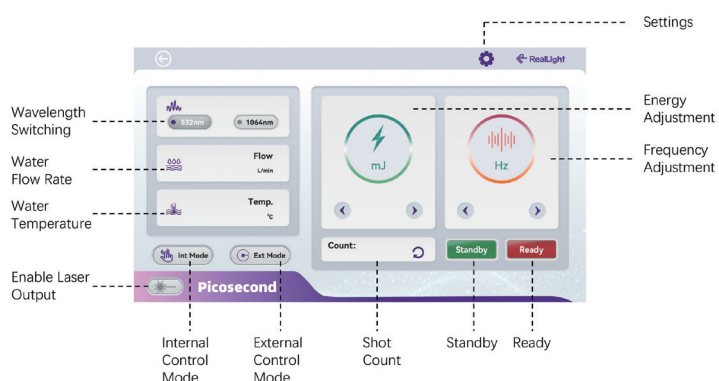 Settings
RealLight
Wavelength
Switching
532nm
1064nm
Energy
Adjustment
mJ
Hz
Frequency
Adjustment
Water
Flow Rate
Flow
L/min
Water
Temperature
Temp.
℃
Int Mode
Ext Mode
Count:
Standby
Ready
Enable Laser
Output
Picosecond
Internal
Control
Mode
External
Control
Mode
Shot
Count
Standby
Ready